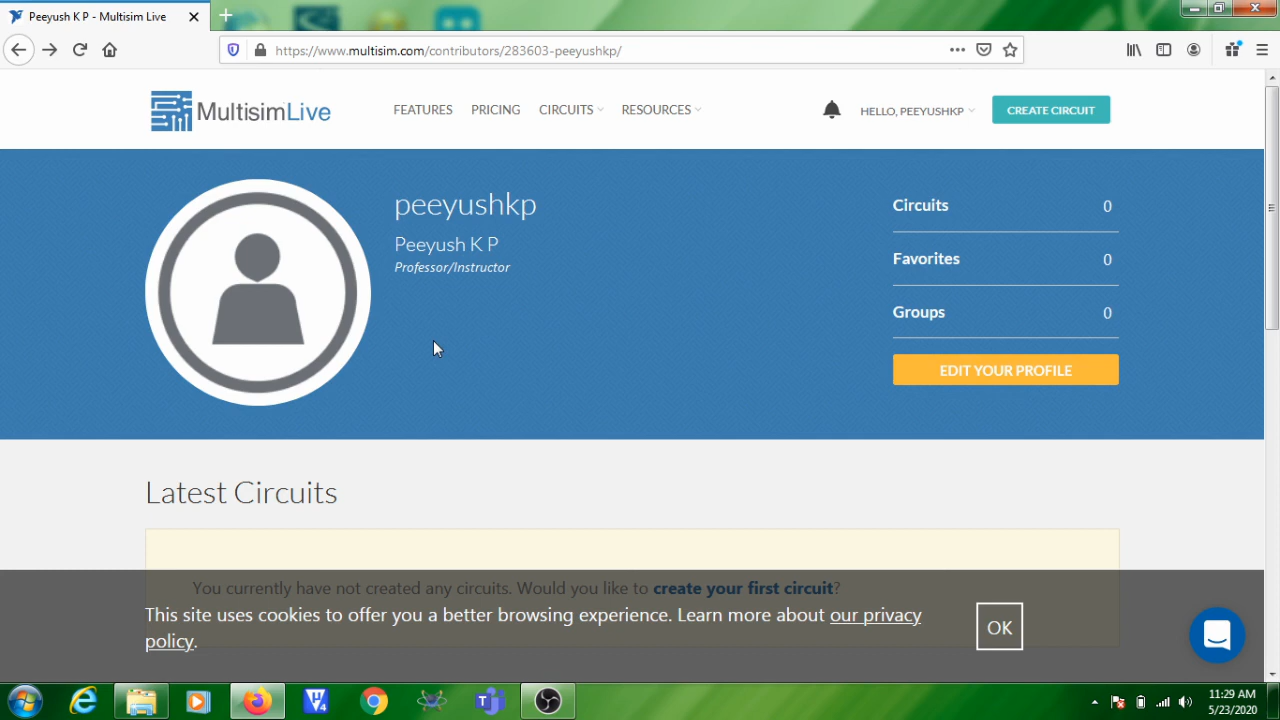 Peeyush K P - Multisim Live
https://www.multisim.com/contributors/283603-peeyushkp/
MultisimLive FEATURES PRICING CIRCUITS RESOURCES HELLO, PEEYUSHKP CREATE CIRCUIT
peeyushkp
Peeyush K P
Professor/Instructor
Circuits 0
Favorites 0
Groups 0
EDIT YOUR PROFILE
Latest Circuits
You currently have not created any circuits. Would you like to create your first circuit?
This site uses cookies to offer you a better browsing experience. Learn more about our privacy
policy.
OK
11:29 AM
5/23/2020